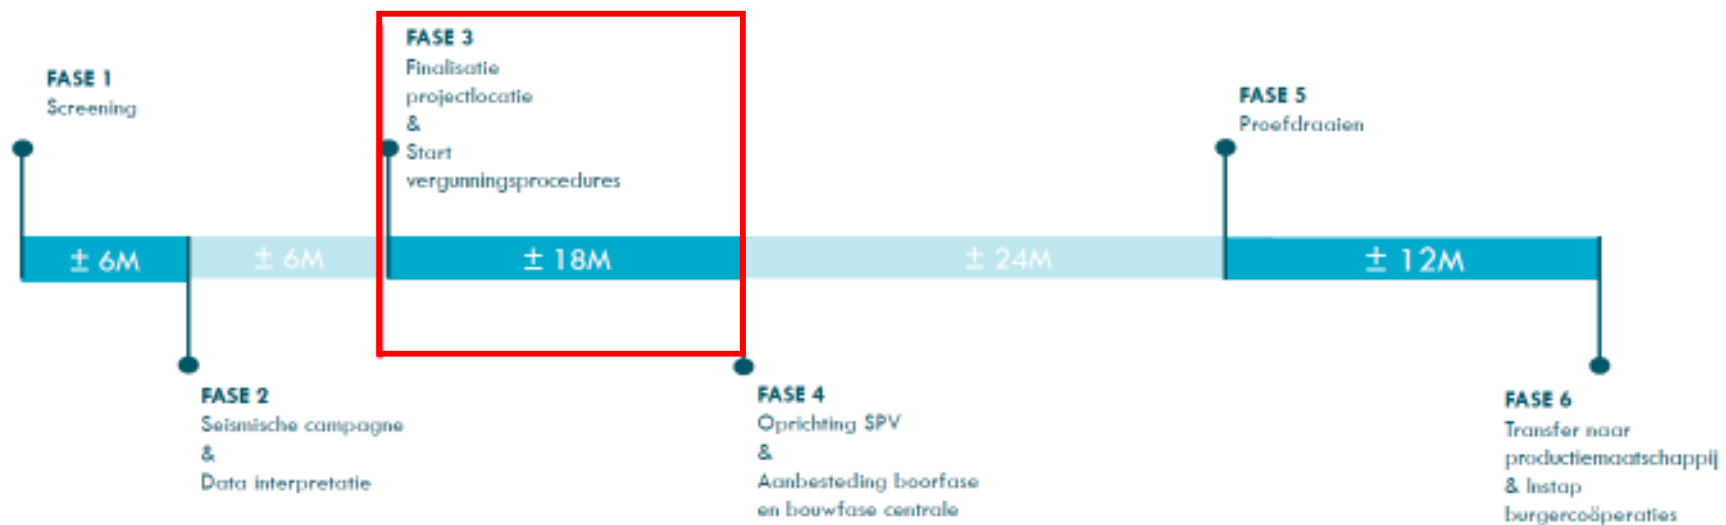 FASE 1
Screening
FASE 3
Finalisatie
projectlocatie
&
Start
vergunningsprocedures
FASE 5
Proefdraaien
± 6M
± 6M
± 18M
± 24M
± 12M
FASE 2
Seismische campagne
&
Data interpretatie
FASE 4
Oprichting SPV
&
Aanbesteding boorfase
en bouwfase centrale
FASE 6
Transfer naar
productiemaatschappij
& Instap
burgercoöperaties